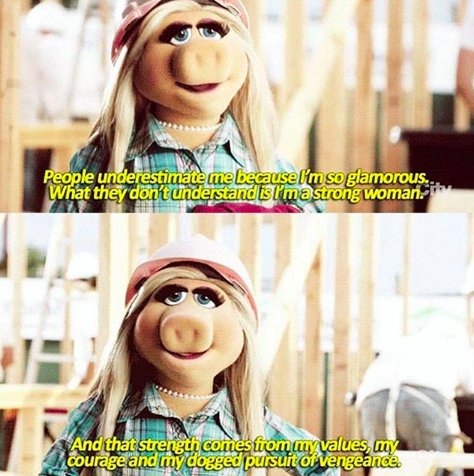 People underestimate me because I'm so glamorous.
What they don't understand is I'm a strong woman.
City
And that strength comes from my values, my
courage and my dogged pursuit of vengeance.